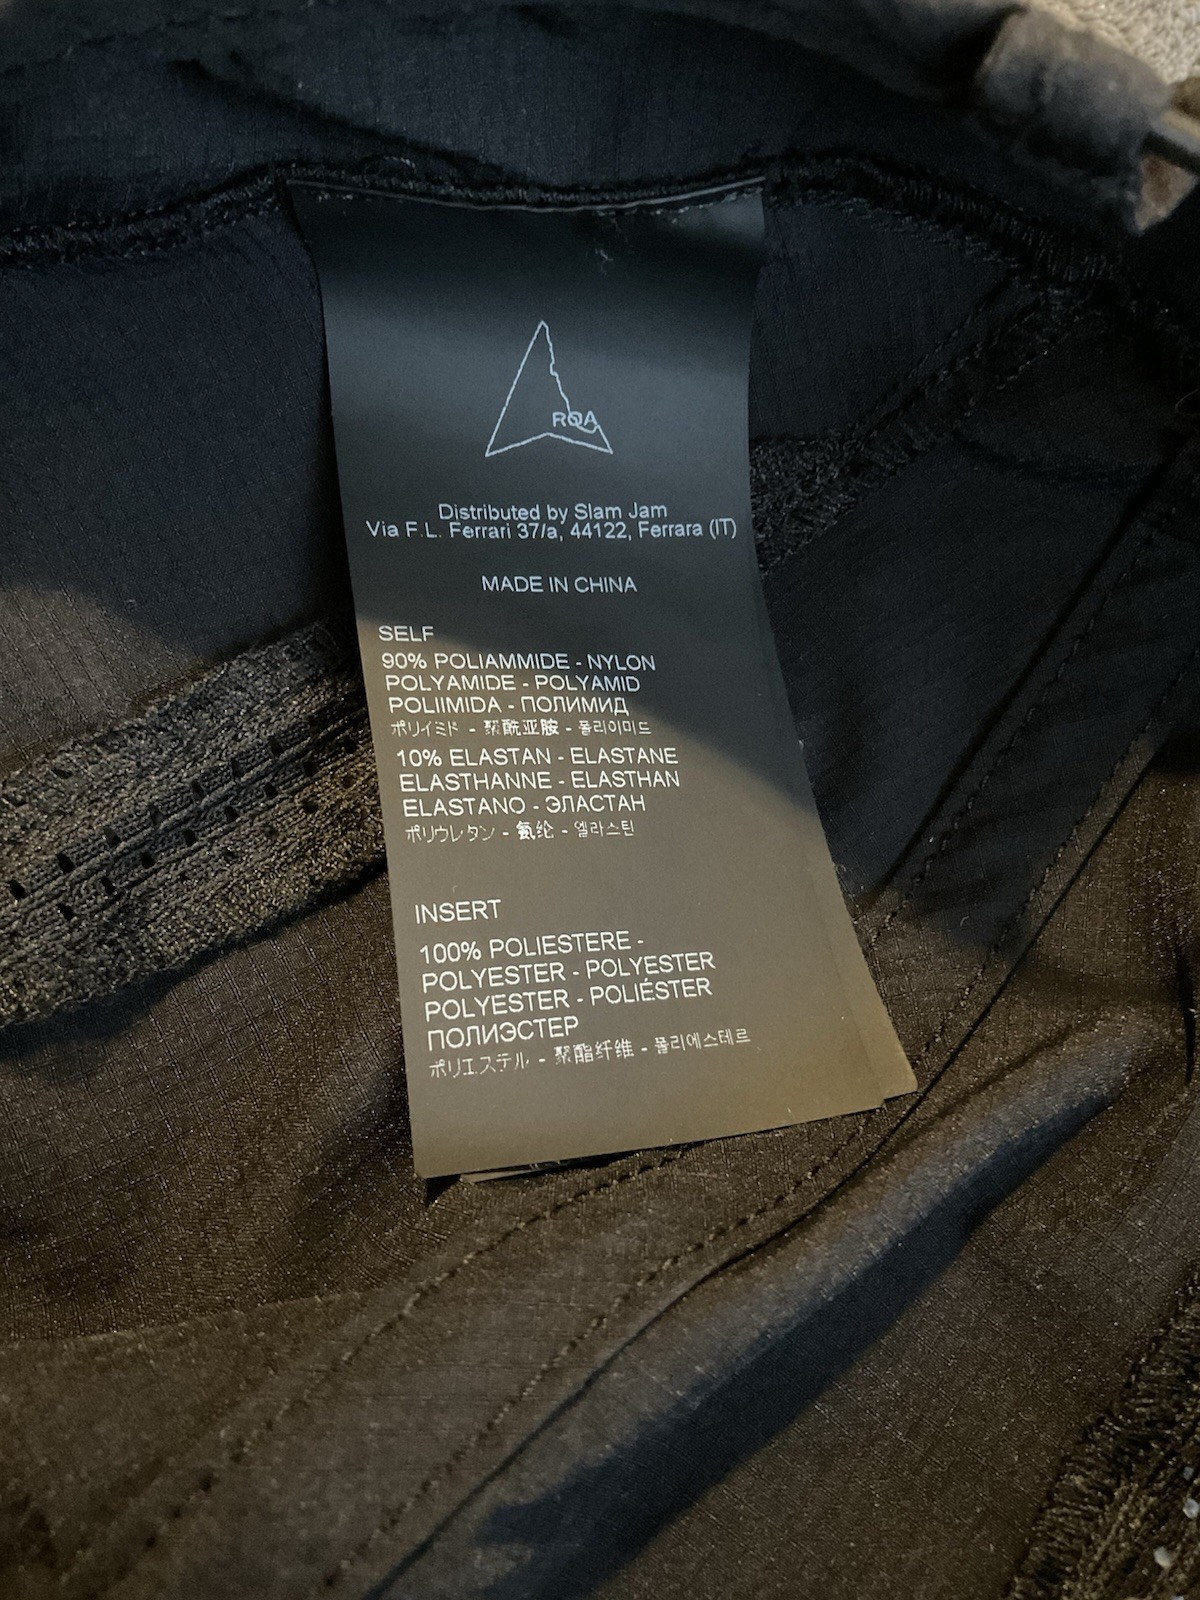 ROA
Distributed by Slam Jam
Via F.L. Ferrari 37/a, 44122, Ferrara (IT)
MADE IN CHINA
SELF
90% POLIAMMIDE - NYLON
POLYAMIDE - POLYAMID
POLIIMIDA - ПОЛИМИД
ポリイミド - 聚酰亚胺 - 폴리이미드
10% ELASTAN - ELASTANE
ELASTHANNE - ELASTHAN
ELASTANO - ЭЛАСТАН
ポリウレタン - 氨纶 - 엘라스틴
INSERT
100% POLIESTERE -
POLYESTER - POLYESTER
POLYESTER - POLIÉSTER
ПОЛИЭСТЕР
ポリエステル - 聚酯纤维 - 폴리에스테르